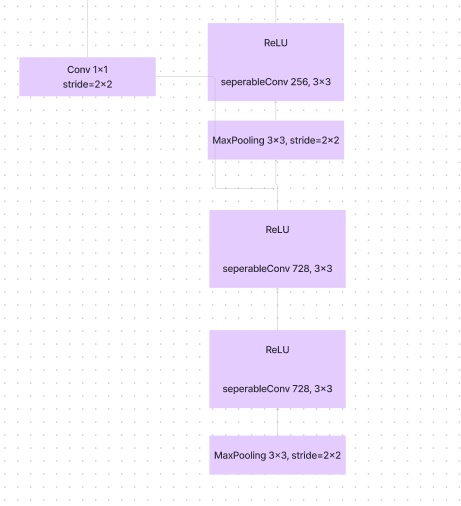 ReLU
seperableConv 256, 3×3
Conv 1×1
stride=2×2
MaxPooling 3×3, stride=2×2
ReLU
seperableConv 728, 3×3
ReLU
seperableConv 728, 3×3
MaxPooling 3×3, stride=2×2